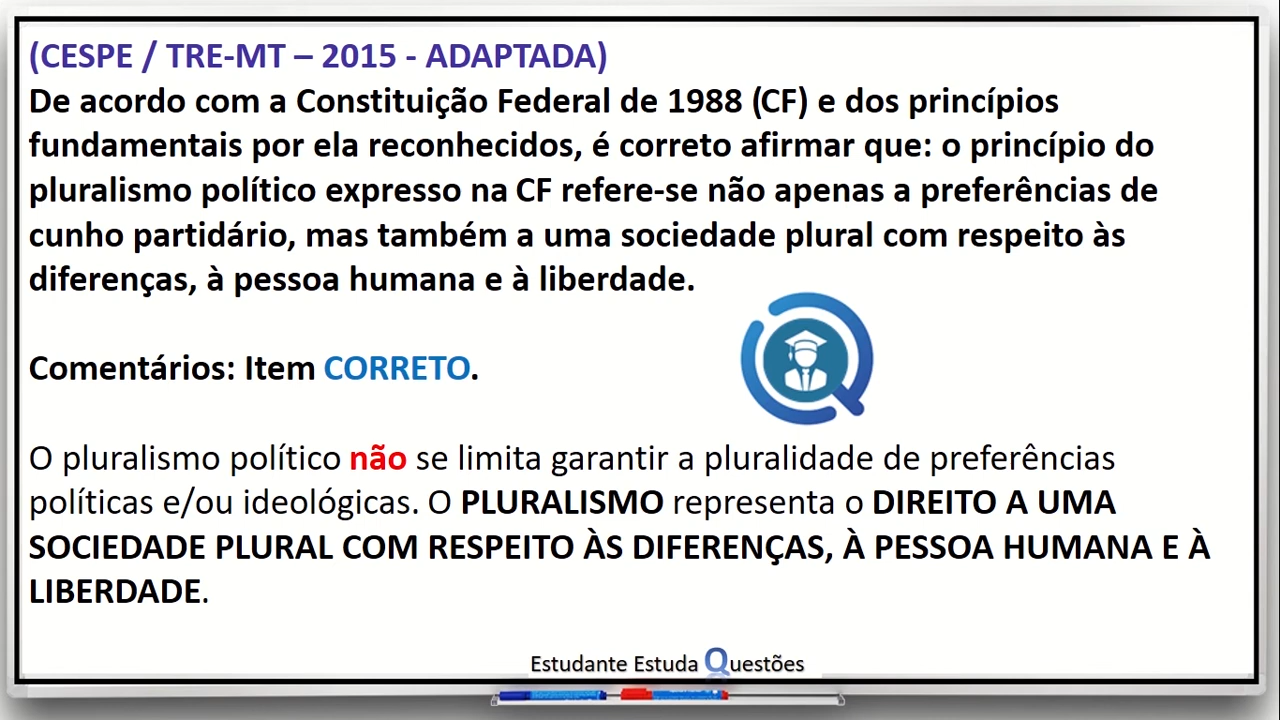 (CESPE / TRE-MT – 2015 - ADAPTADA)
De acordo com a Constituição Federal de 1988 (CF) e dos princípios
fundamentais por ela reconhecidos, é correto afirmar que: o princípio do
pluralismo político expresso na CF refere-se não apenas a preferências de
cunho partidário, mas também a uma sociedade plural com respeito às
diferenças, à pessoa humana e à liberdade.
Comentários: Item CORRETO.
O pluralismo político não se limita garantir a pluralidade de preferências
políticas e/ou ideológicas. O PLURALISMO representa o DIREITO A UMA
SOCIEDADE PLURAL COM RESPEITO ÀS DIFERENÇAS, À PESSOA HUMANA E À
LIBERDADE.
Estudante Estuda Questões